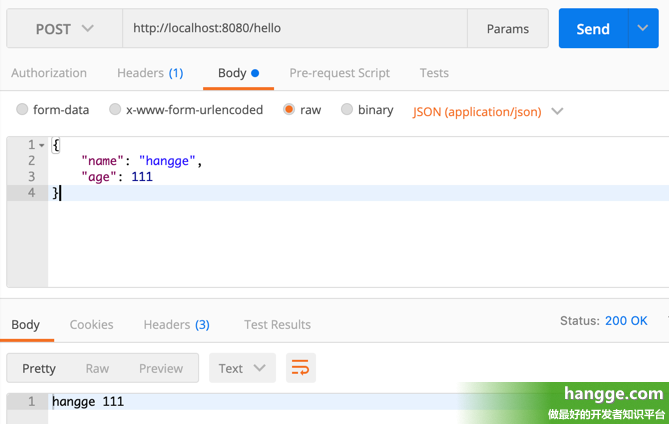 POST http://localhost:8080/hello Params Send
Authorization Headers (1) Body Pre-request Script Tests
form-data x-www-form-urlencoded raw binary JSON (application/json)
1 {
2 "name": "hangge",
3 "age": 111
4 }
Body Cookies Headers (3) Test Results Status: 200 OK
Pretty Raw Preview Text
1 hangge 111
hangge.com
做最好的开发者知识平台